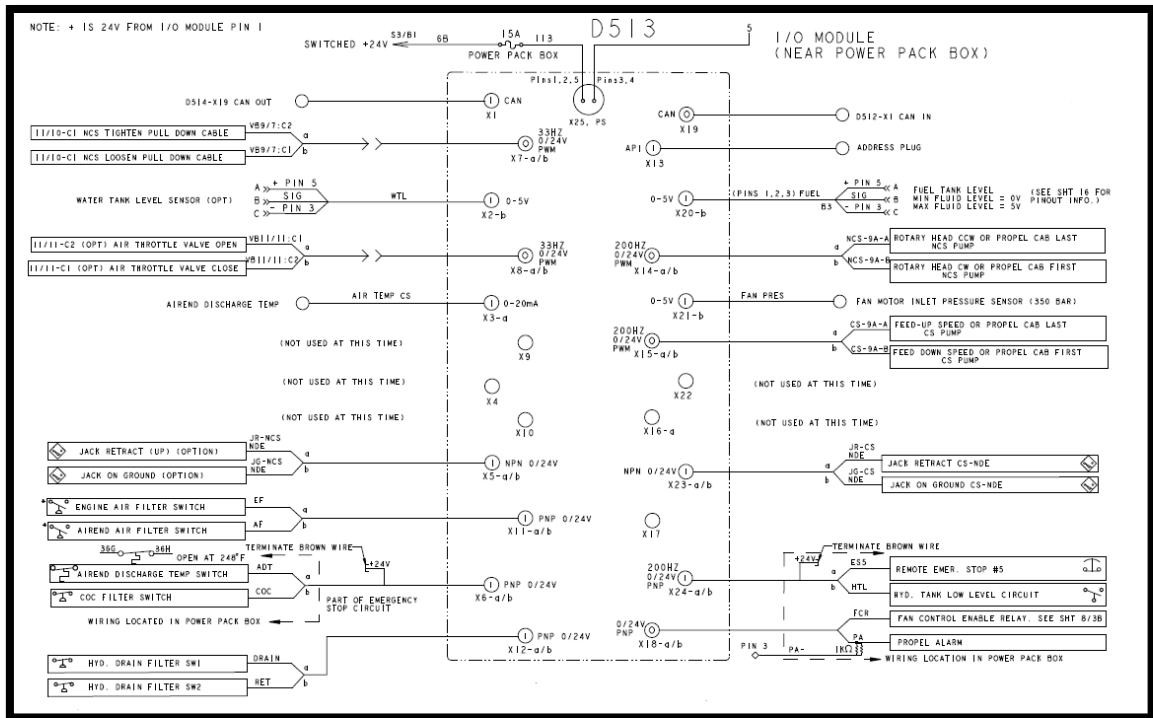 NOTE: + IS 24V FROM I/O MODULE PIN 1
D513
I/O MODULE
(NEAR POWER PACK BOX)
SWITCHED +24V
S3/B1
6B
15A
113
POWER PACK BOX
5
Pins1,2,5
Pins3,4
X25, PS
D514-X19 CAN OUT
CAN
X1
11/10-C1 NCS TIGHTEN PULL DOWN CABLE
VB9/7:C2
a
11/10-C1 NCS LOOSEN PULL DOWN CABLE
VB9/7:C1
b
33HZ
0/24V
PWM
X7-a/b
WATER TANK LEVEL SENSOR (OPT)
A
+ PIN 5
B
SIG
C
- PIN 3
WTL
0-5V
X2-b
11/11-C2 (OPT) AIR THROTTLE VALVE OPEN
VB11/11:C1
a
11/11-C1 (OPT) AIR THROTTLE VALVE CLOSE
VB11/11:C2
b
33HZ
0/24V
PWM
X8-a/b
AIREND DISCHARGE TEMP
AIR TEMP CS
0-20mA
X3-a
(NOT USED AT THIS TIME)
X9
(NOT USED AT THIS TIME)
X4
(NOT USED AT THIS TIME)
X10
JACK RETRACT (UP) (OPTION)
JR-NCS
NDE
a
JACK ON GROUND (OPTION)
JG-NCS
NDE
b
NPN 0/24V
X5-a/b
ENGINE AIR FILTER SWITCH
EF
a
AIREND AIR FILTER SWITCH
AF
b
PNP 0/24V
X11-a/b
36G
36H
OPEN AT 248°F
TERMINATE BROWN WIRE
+24V
AIREND DISCHARGE TEMP SWITCH
ADT
a
COC FILTER SWITCH
COC
b
PNP 0/24V
X6-a/b
PART OF EMERGENCY
STOP CIRCUIT
WIRING LOCATED IN POWER PACK BOX
PNP 0/24V
X12-a/b
HYD. DRAIN FILTER SW1
DRAIN
a
HYD. DRAIN FILTER SW2
RET
b
CAN
X19
D512-X1 CAN IN
API
X13
ADDRESS PLUG
0-5V
X20-b
(PINS 1,2,3) FUEL
+ PIN 5
A
SIG
B
B3
- PIN 3
C
FUEL TANK LEVEL
MIN FLUID LEVEL = 0V
MAX FLUID LEVEL = 5V
(SEE SHT 16 FOR
PINOUT INFO.)
200HZ
0/24V
PWM
X14-a/b
a
NCS-9A-A
ROTARY HEAD CCW OR PROPEL CAB LAST
NCS PUMP
b
NCS-9A-B
ROTARY HEAD CW OR PROPEL CAB FIRST
NCS PUMP
0-5V
X21-b
FAN PRES
FAN MOTOR INLET PRESSURE SENSOR (350 BAR)
200HZ
0/24V
PWM
X15-a/b
a
CS-9A-A
FEED-UP SPEED OR PROPEL CAB LAST
CS PUMP
b
CS-9A-B
FEED DOWN SPEED OR PROPEL CAB FIRST
CS PUMP
X22
(NOT USED AT THIS TIME)
X16-a
(NOT USED AT THIS TIME)
NPN 0/24V
X23-a/b
a
JR-CS
NDE
JACK RETRACT CS-NDE
b
JG-CS
NDE
JACK ON GROUND CS-NDE
X17
TERMINATE BROWN WIRE
+24V
200HZ
0/24V
PNP
X24-a/b
a
ES5
REMOTE EMER. STOP #5
b
HTL
HYD. TANK LOW LEVEL CIRCUIT
0/24V
PNP
X18-a/b
FCR
FAN CONTROL ENABLE RELAY. SEE SHT 8/3B
PA
PROPEL ALARM
PIN 3
PA-
1KΩ
WIRING LOCATION IN POWER PACK BOX